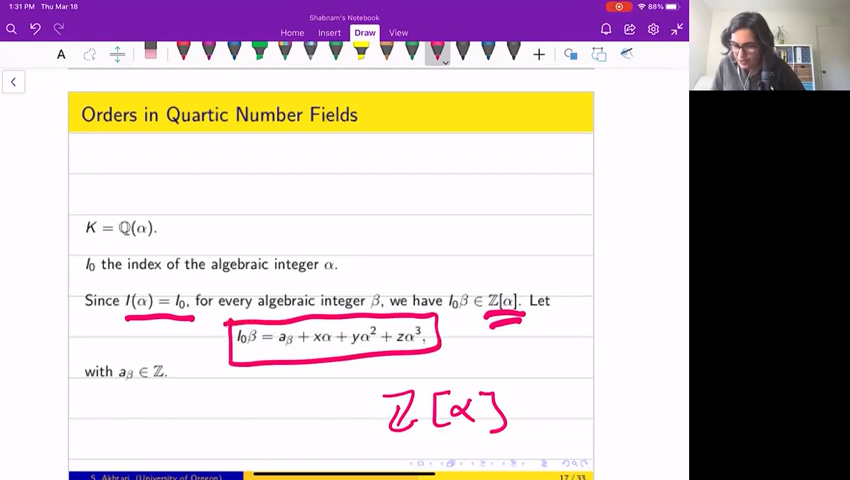 1:31 PM Thu Mar 18
88%
Shabnam's Notebook
Home Insert Draw View
A
Orders in Quartic Number Fields
K = ℚ(α).
I₀ the index of the algebraic integer α.
Since I(α) = I₀, for every algebraic integer β, we have I₀β ∈ ℤ[α]. Let
I₀β = a_β + xα + yα² + zα³,
with a_β ∈ ℤ.
ℤ[α]
S. Akhtari (University of Oregon) 17 / 33